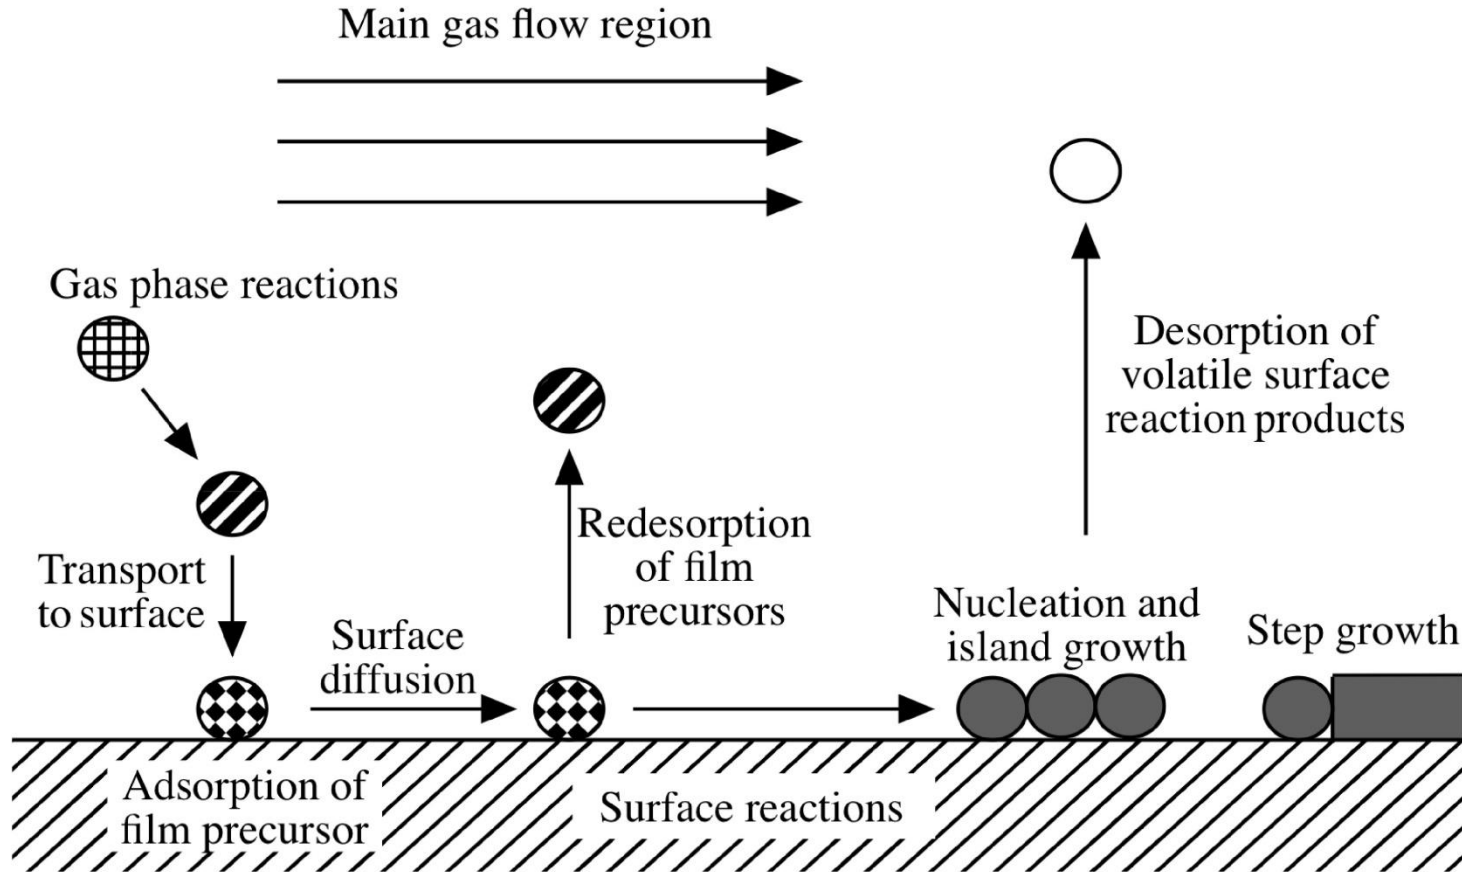 Main gas flow region
Gas phase reactions
Desorption of
volatile surface
reaction products
Redesorption
of film
precursors
Transport
to surface
Surface
diffusion
Nucleation and
island growth
Step growth
Adsorption of
film precursor
Surface reactions